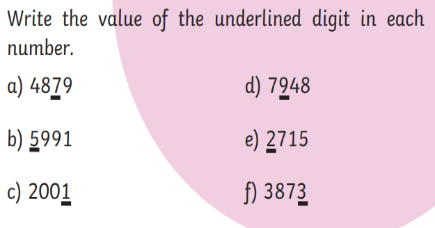 Write the value of the underlined digit in each
number.
a) 4879
d) 7948
b) 5991
e) 2715
c) 2001
f) 3873